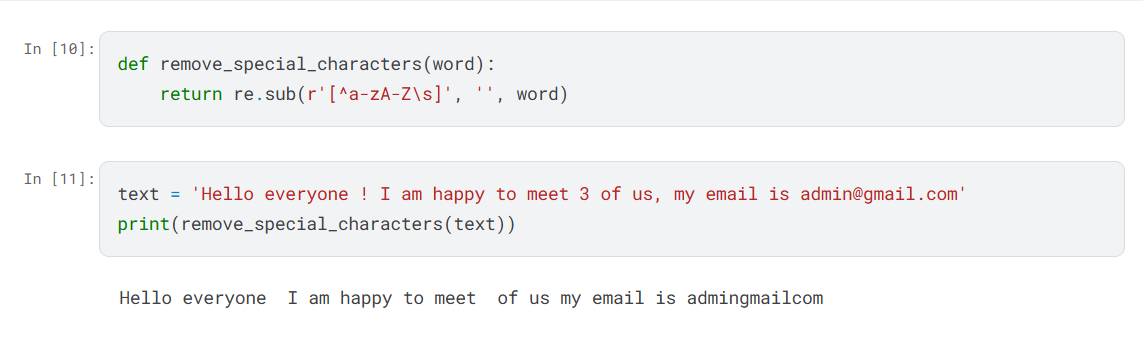 In [10]:
def remove_special_characters(word):
    return re.sub(r'[^a-zA-Z\s]', '', word)
In [11]:
text = 'Hello everyone ! I am happy to meet 3 of us, my email is admin@gmail.com'
print(remove_special_characters(text))
Hello everyone  I am happy to meet  of us my email is admingmailcom